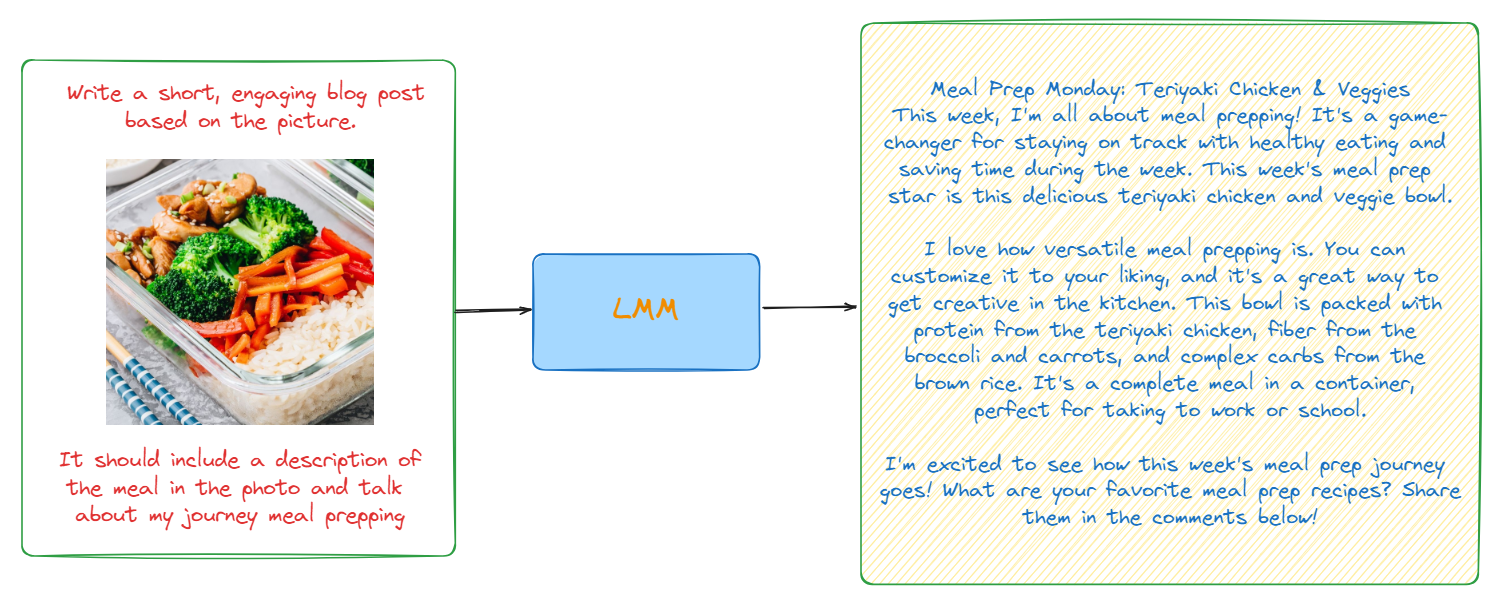 Write a short, engaging blog post
based on the picture.
It should include a description of
the meal in the photo and talk
about my journey meal prepping
LMM
Meal Prep Monday: Teriyaki Chicken & Veggies
This week, I'm all about meal prepping! It's a game-
changer for staying on track with healthy eating and
saving time during the week. This week's meal prep
star is this delicious teriyaki chicken and veggie bowl.
I love how versatile meal prepping is. You can
customize it to your liking, and it's a great way to
get creative in the kitchen. This bowl is packed with
protein from the teriyaki chicken, fiber from the
broccoli and carrots, and complex carbs from the
brown rice. It's a complete meal in a container,
perfect for taking to work or school.
I'm excited to see how this week's meal prep journey
goes! What are your favorite meal prep recipes? Share
them in the comments below!